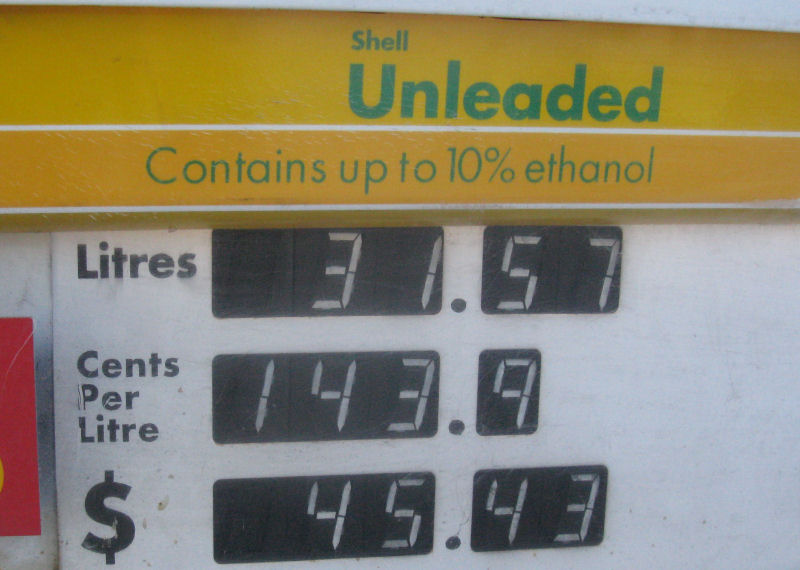 Shell
Unleaded
Contains up to 10% ethanol
Litres 31.57
Cents
Per
Litre 143.9
$ 45.43